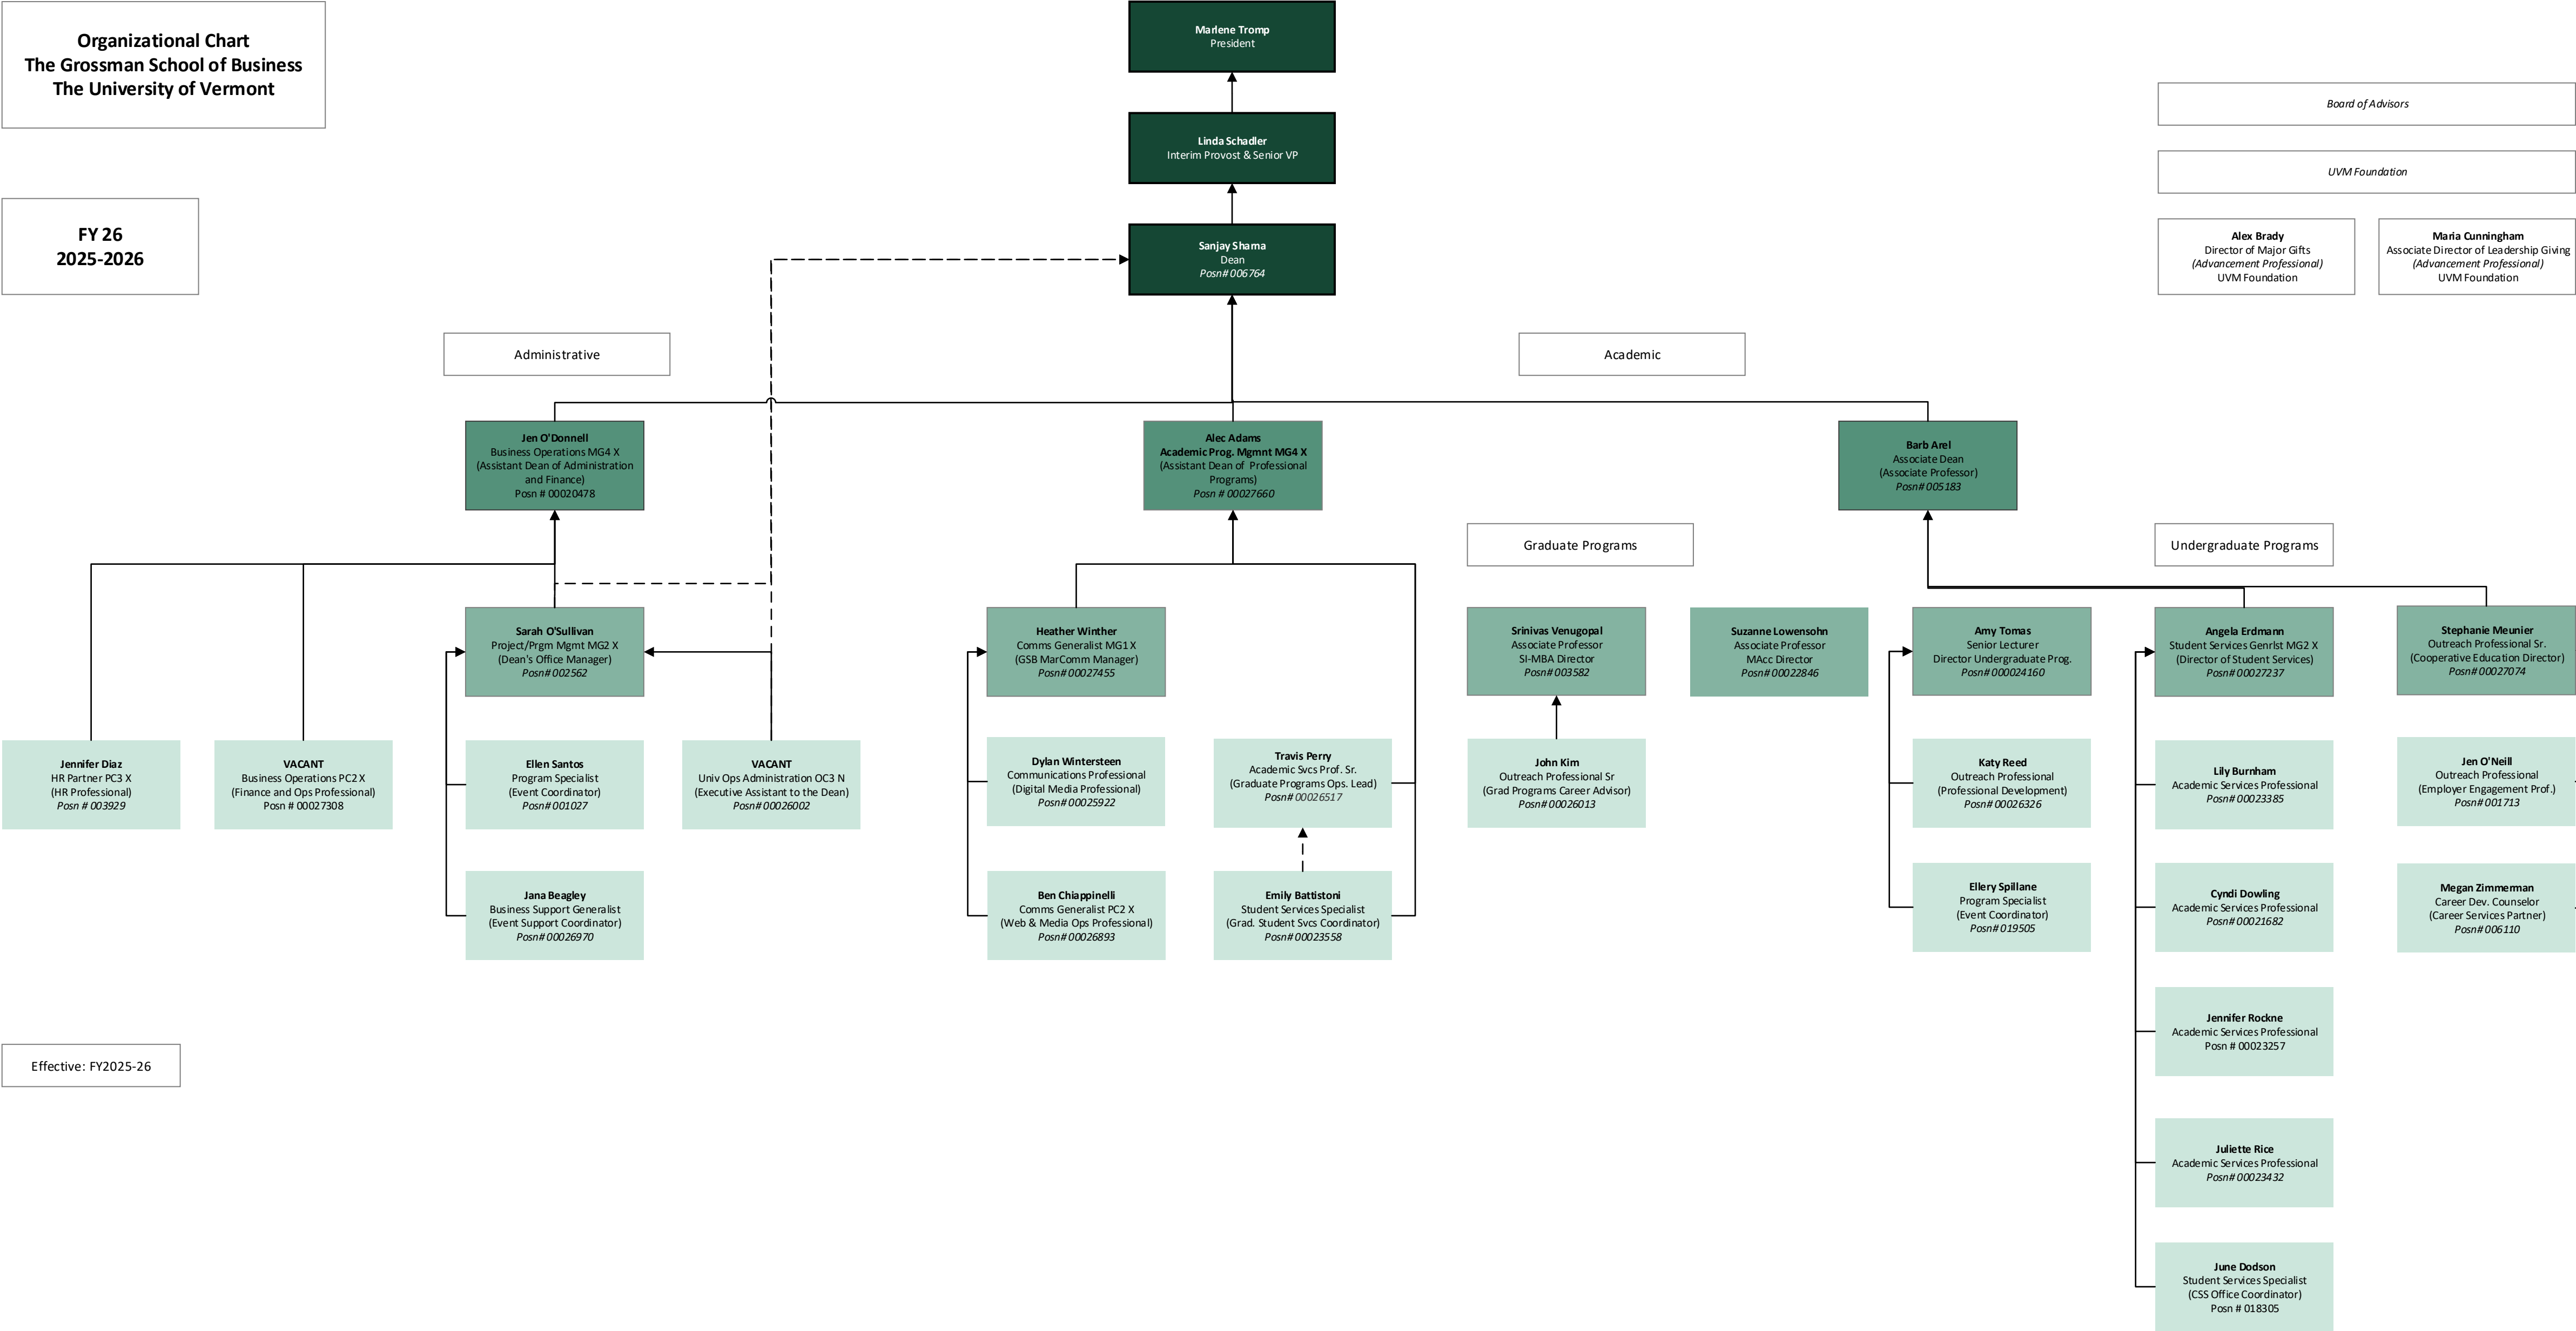 Organizational Chart
The Grossman School of Business
The University of Vermont
Marlene Tromp
President
Board of Advisors
Linda Schadler
Interim Provost & Senior VP
UVM Foundation
FY 26
2025-2026
Sanjay Sharna
Dean
Posn# 006764
Alex Brady
Director of Major Gifts
(Advancement Professional)
UVM Foundation
Maria Cunningham
Associate Director of Leadership Giving
(Advancement Professional)
UVM Foundation
Administrative
Academic
Jen O'Donnell
Business Operations MG4 X
(Assistant Dean of Administration
and Finance)
Posn # 00020478
Alec Adams
Academic Prog. Mgmnt MG4 X
(Assistant Dean of Professional
Programs)
Posn # 00027660
Barb Arel
Associate Dean
(Associate Professor)
Posn# 005183
Graduate Programs
Undergraduate Programs
Sarah O'Sullivan
Project/Prgm Mgmt MG2 X
(Dean's Office Manager)
Posn# 002562
Heather Winther
Comms Generalist MG1 X
(GSB MarComm Manager)
Posn# 00027455
Srinivas Venugopal
Associate Professor
SI-MBA Director
Posn# 003582
Suzanne Lowensohn
Associate Professor
MAcc Director
Posn# 00022846
Amy Tomas
Senior Lecturer
Director Undergraduate Prog.
Posn# 000024160
Angela Erdmann
Student Services Genrlst MG2 X
(Director of Student Services)
Posn# 00027237
Stephanie Meunier
Outreach Professional Sr.
(Cooperative Education Director)
Posn# 00027074
Jennifer Diaz
HR Partner PC3 X
(HR Professional)
Posn # 003929
VACANT
Business Operations PC2 X
(Finance and Ops Professional)
Posn # 00027308
Ellen Santos
Program Specialist
(Event Coordinator)
Posn# 001027
VACANT
Univ Ops Administration OC3 N
(Executive Assistant to the Dean)
Posn# 00026002
Dylan Wintersteen
Communications Professional
(Digital Media Professional)
Posn# 00025922
Travis Perry
Academic Svcs Prof. Sr.
(Graduate Programs Ops. Lead)
Posn# 00026517
John Kim
Outreach Professional Sr
(Grad Programs Career Advisor)
Posn# 00026013
Katy Reed
Outreach Professional
(Professional Development)
Posn# 00026326
Lily Burnham
Academic Services Professional
Posn# 00023385
Jen O'Neill
Outreach Professional
(Employer Engagement Prof.)
Posn# 001713
Jana Beagley
Business Support Generalist
(Event Support Coordinator)
Posn# 00026970
Ben Chiappinelli
Comms Generalist PC2 X
(Web & Media Ops Professional)
Posn# 00026893
Emily Battistoni
Student Services Specialist
(Grad. Student Svcs Coordinator)
Posn# 00023558
Ellery Spillane
Program Specialist
(Event Coordinator)
Posn# 019505
Cyndi Dowling
Academic Services Professional
Posn# 00021682
Megan Zimmerman
Career Dev. Counselor
(Career Services Partner)
Posn# 006110
Jennifer Rockne
Academic Services Professional
Posn # 00023257
Effective: FY2025-26
Juliette Rice
Academic Services Professional
Posn# 00023432
June Dodson
Student Services Specialist
(CSS Office Coordinator)
Posn # 018305